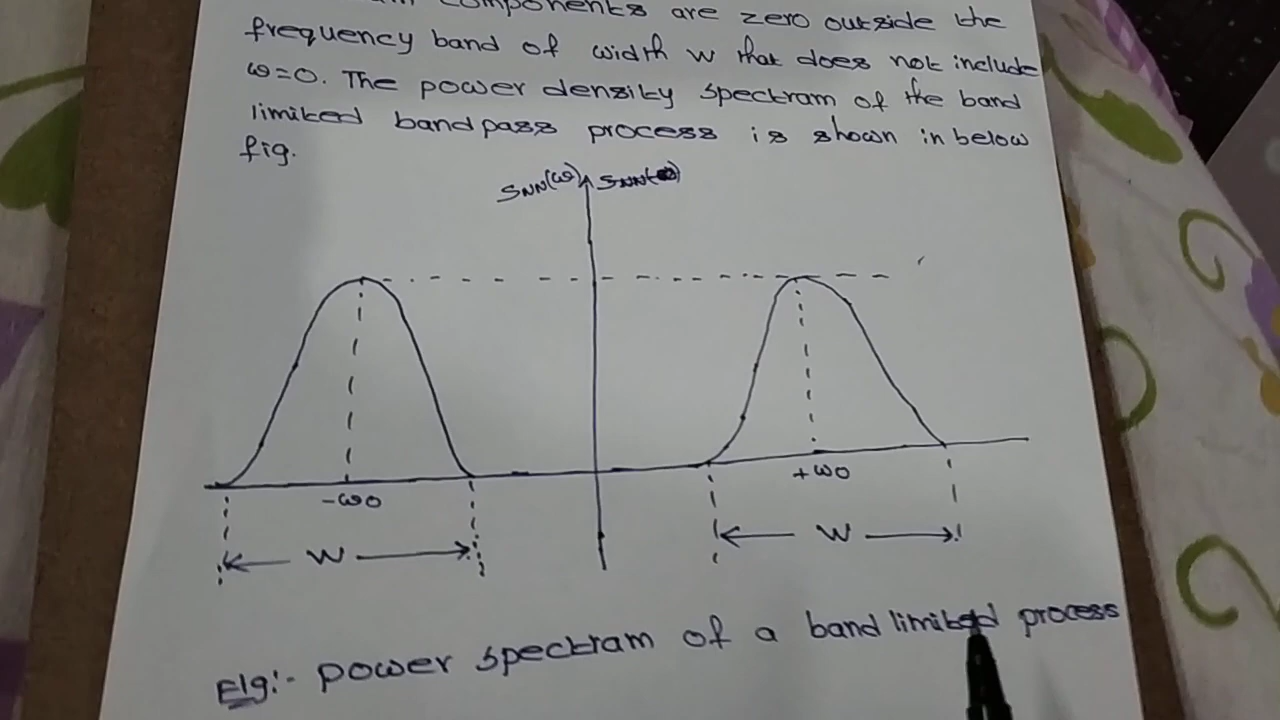 components are zero outside the
frequency band of width W that does not include
ω=0. The power density spectram of the band
limited bandpass process is shown in below
fig.
SNN(ω) SNN(
-ω0
+ω0
W
W
Fig:- power spectram of a band limited process